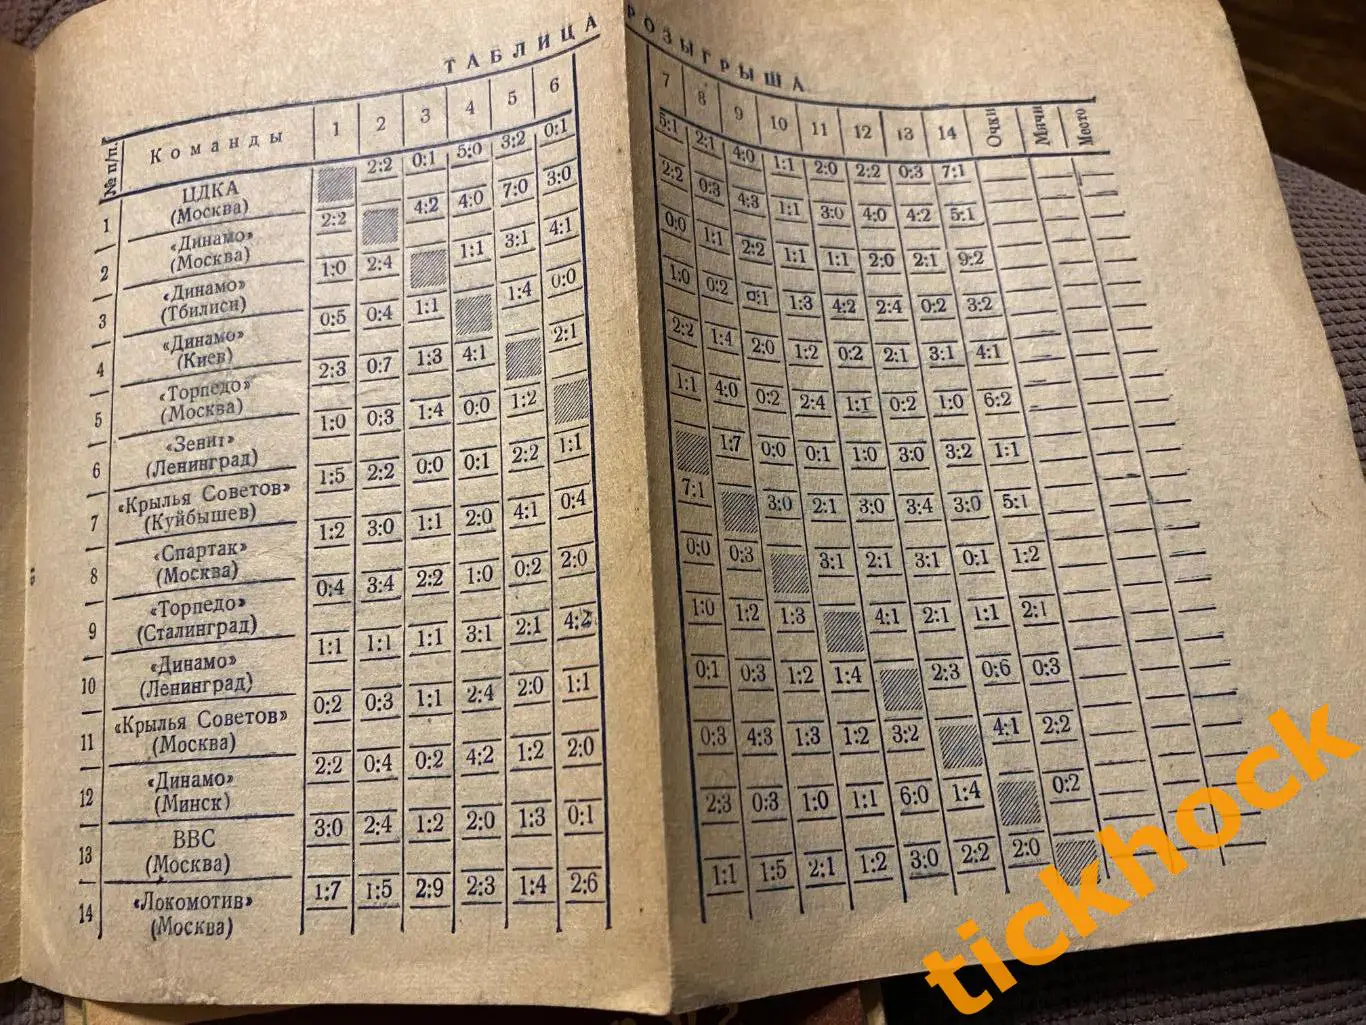 ТАБЛИЦА РОЗЫГРЫША
№ п/п. Команды 1 2 3 4 5 6 7 8 9 10 11 12 13 14 Очки Мячи Место
1 ЦДКА (Москва) 2:2 0:1 5:0 3:2 0:1 5:1 2:1 4:0 1:1 2:0 2:2 0:3 7:1
2 «Динамо» (Москва) 2:2 4:2 4:0 7:0 3:0 2:2 0:3 4:3 1:1 3:0 4:0 4:2 5:1
3 «Динамо» (Тбилиси) 1:0 2:4 1:1 3:1 4:1 0:0 1:1 2:2 1:1 1:1 2:0 2:1 9:2
4 «Динамо» (Киев) 0:5 0:4 1:1 1:4 0:0 1:0 0:2 0:1 1:3 4:2 2:4 0:2 3:2
5 «Торпедо» (Москва) 2:3 0:7 1:3 4:1 2:1 2:2 1:4 2:0 1:2 0:2 2:1 3:1 4:1
6 «Зенит» (Ленинград) 1:0 0:3 1:4 0:0 1:2 1:1 4:0 0:2 2:4 1:1 0:2 1:0 6:2
7 «Крылья Советов» (Куйбышев) 1:5 2:2 0:0 0:1 2:2 1:1 1:7 0:0 0:1 1:0 3:0 3:2 1:1
8 «Спартак» (Москва) 1:2 3:0 1:1 2:0 4:1 0:4 7:1 3:0 2:1 3:0 3:4 3:0 5:1
9 «Торпедо» (Сталинград) 0:4 3:4 2:2 1:0 0:2 2:0 0:0 0:3 3:1 2:1 3:1 0:1 1:2
10 «Динамо» (Ленинград) 1:1 1:1 1:1 3:1 2:1 4:2 1:0 1:2 1:3 4:1 2:1 1:1 2:1
11 «Крылья Советов» (Москва) 0:2 0:3 1:1 2:4 2:0 1:1 0:1 0:3 1:2 1:4 2:3 0:6 0:3
12 «Динамо» (Минск) 2:2 0:4 0:2 4:2 1:2 2:0 0:3 4:3 1:3 1:2 3:2 4:1 2:2
13 ВВС (Москва) 3:0 2:4 1:2 2:0 1:3 0:1 2:3 0:3 1:0 1:1 6:0 1:4 0:2
14 «Локомотив» (Москва) 1:7 1:5 2:9 2:3 1:4 2:6 1:1 1:5 2:1 1:2 3:0 2:2 2:0
tickhock